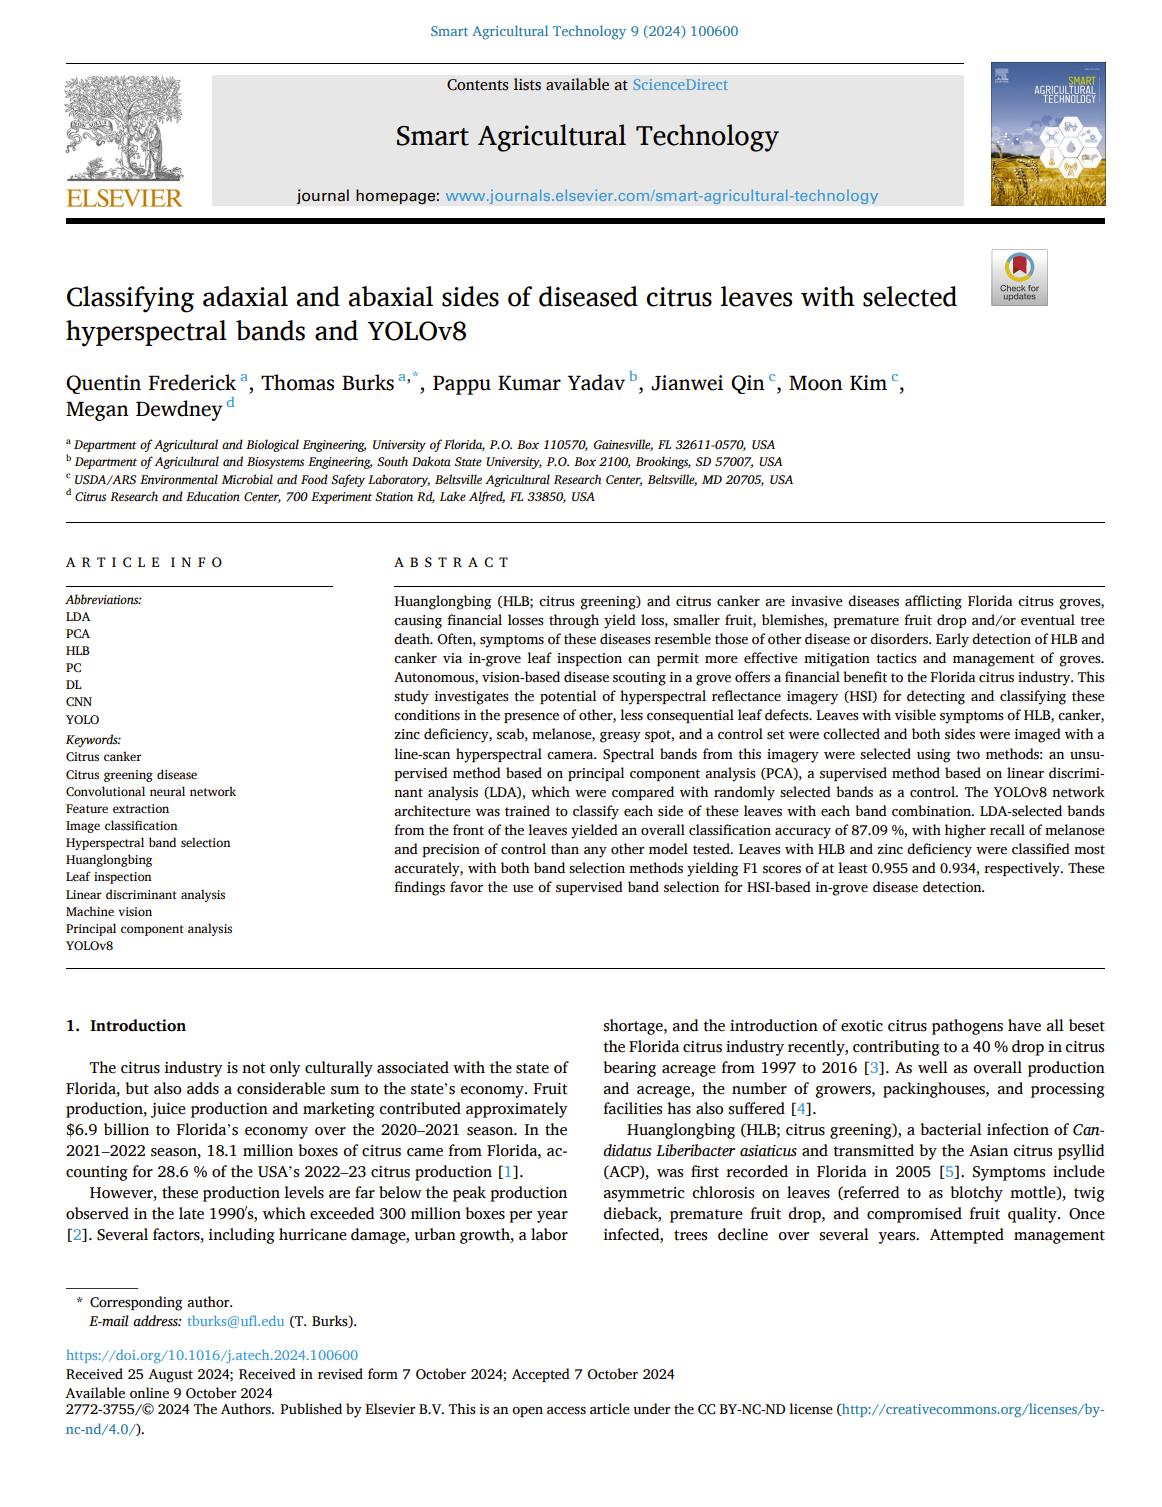 Smart Agricultural Technology 9 (2024) 100600
Contents lists available at ScienceDirect
Smart Agricultural Technology
journal homepage: www.journals.elsevier.com/smart-agricultural-technology
ELSEVIER
SMART
AGRICULTURAL
TECHNOLOGY
Check for
updates
Classifying adaxial and abaxial sides of diseased citrus leaves with selected
hyperspectral bands and YOLOv8
Quentin Frederick a, Thomas Burks a,*, Pappu Kumar Yadav b, Jianwei Qin c, Moon Kim c,
Megan Dewdney d
a Department of Agricultural and Biological Engineering, University of Florida, P.O. Box 110570, Gainesville, FL 32611-0570, USA
b Department of Agricultural and Biosystems Engineering, South Dakota State University, P.O. Box 2100, Brookings, SD 57007, USA
c USDA/ARS Environmental Microbial and Food Safety Laboratory, Beltsville Agricultural Research Center, Beltsville, MD 20705, USA
d Citrus Research and Education Center, 700 Experiment Station Rd, Lake Alfred, FL 33850, USA
ARTICLE INFO
Abbreviations:
LDA
PCA
HLB
PC
DL
CNN
YOLO
Keywords:
Citrus canker
Citrus greening disease
Convolutional neural network
Feature extraction
Image classification
Hyperspectral band selection
Huanglongbing
Leaf inspection
Linear discriminant analysis
Machine vision
Principal component analysis
YOLOv8
ABSTRACT
Huanglongbing (HLB; citrus greening) and citrus canker are invasive diseases afflicting Florida citrus groves,
causing financial losses through yield loss, smaller fruit, blemishes, premature fruit drop and/or eventual tree
death. Often, symptoms of these diseases resemble those of other disease or disorders. Early detection of HLB and
canker via in-grove leaf inspection can permit more effective mitigation tactics and management of groves.
Autonomous, vision-based disease scouting in a grove offers a financial benefit to the Florida citrus industry. This
study investigates the potential of hyperspectral reflectance imagery (HSI) for detecting and classifying these
conditions in the presence of other, less consequential leaf defects. Leaves with visible symptoms of HLB, canker,
zinc deficiency, scab, melanose, greasy spot, and a control set were collected and both sides were imaged with a
line-scan hyperspectral camera. Spectral bands from this imagery were selected using two methods: an unsu-
pervised method based on principal component analysis (PCA), a supervised method based on linear discrimi-
nant analysis (LDA), which were compared with randomly selected bands as a control. The YOLOv8 network
architecture was trained to classify each side of these leaves with each band combination. LDA-selected bands
from the front of the leaves yielded an overall classification accuracy of 87.09 %, with higher recall of melanose
and precision of control than any other model tested. Leaves with HLB and zinc deficiency were classified most
accurately, with both band selection methods yielding F1 scores of at least 0.955 and 0.934, respectively. These
findings favor the use of supervised band selection for HSI-based in-grove disease detection.
1. Introduction
The citrus industry is not only culturally associated with the state of
Florida, but also adds a considerable sum to the state's economy. Fruit
production, juice production and marketing contributed approximately
$6.9 billion to Florida's economy over the 2020–2021 season. In the
2021–2022 season, 18.1 million boxes of citrus came from Florida, ac-
counting for 28.6 % of the USA's 2022–23 citrus production [1].
However, these production levels are far below the peak production
observed in the late 1990′s, which exceeded 300 million boxes per year
[2]. Several factors, including hurricane damage, urban growth, a labor
shortage, and the introduction of exotic citrus pathogens have all beset
the Florida citrus industry recently, contributing to a 40 % drop in citrus
bearing acreage from 1997 to 2016 [3]. As well as overall production
and acreage, the number of growers, packinghouses, and processing
facilities has also suffered [4].
Huanglongbing (HLB; citrus greening), a bacterial infection of Can-
didatus Liberibacter asiaticus and transmitted by the Asian citrus psyllid
(ACP), was first recorded in Florida in 2005 [5]. Symptoms include
asymmetric chlorosis on leaves (referred to as blotchy mottle), twig
dieback, premature fruit drop, and compromised fruit quality. Once
infected, trees decline over several years. Attempted management
* Corresponding author.
E-mail address: tburks@ufl.edu (T. Burks).
https://doi.org/10.1016/j.atech.2024.100600
Received 25 August 2024; Received in revised form 7 October 2024; Accepted 7 October 2024
Available online 9 October 2024
2772-3755/© 2024 The Authors. Published by Elsevier B.V. This is an open access article under the CC BY-NC-ND license (http://creativecommons.org/licenses/by-
nc-nd/4.0/).